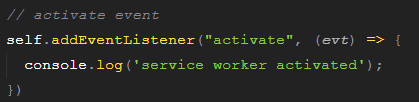 // activate event
self.addEventListener("activate", (evt) => {
  console.log('service worker activated');
})